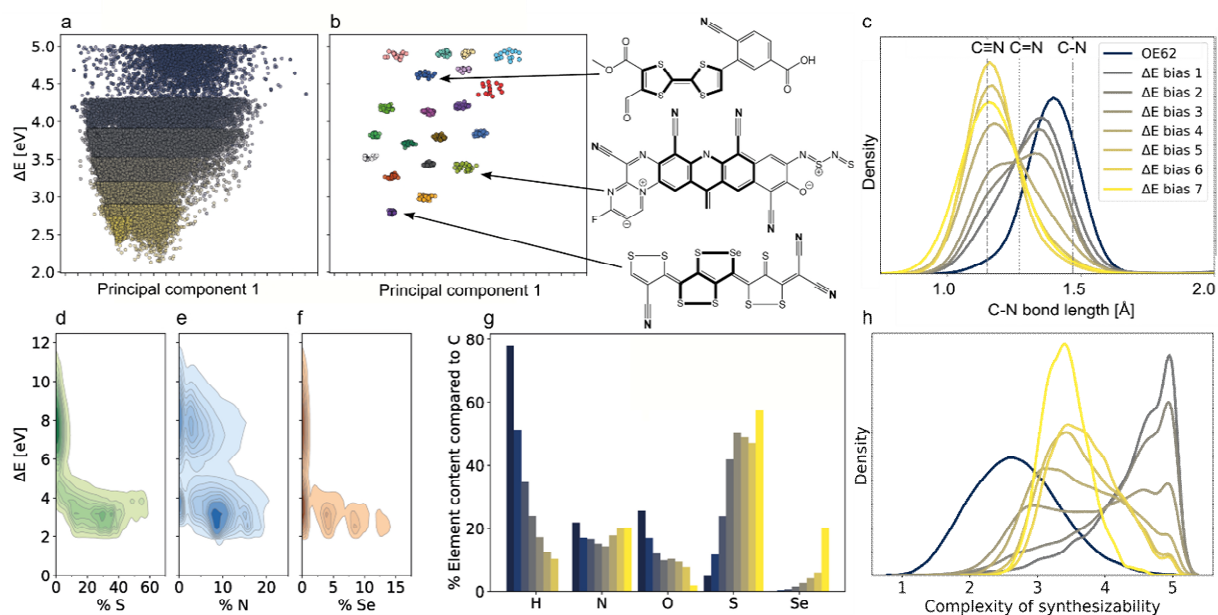 a
b
c
ΔE [eV]
5.0
4.5
4.0
3.5
3.0
2.5
2.0
Principal component 1
Principal component 1
N
O
O
O
S
S
S
S
OH
O
N
N
N
N
N
N
N
S
N
S
N
O
F
N
N
S
S
S
Se
S
S
S
S
S
N
N
N
C≡N
C=N
C-N
OE62
ΔE bias 1
ΔE bias 2
ΔE bias 3
ΔE bias 4
ΔE bias 5
ΔE bias 6
ΔE bias 7
Density
1.0
1.5
2.0
C-N bond length [Å]
d
e
f
g
h
ΔE [eV]
12
10
8
6
4
2
0
0
20
40
60
% S
0
10
20
% N
0
5
10
15
% Se
% Element content compared to C
80
60
40
20
0
H
N
O
S
Se
Density
1
2
3
4
5
Complexity of synthesizability